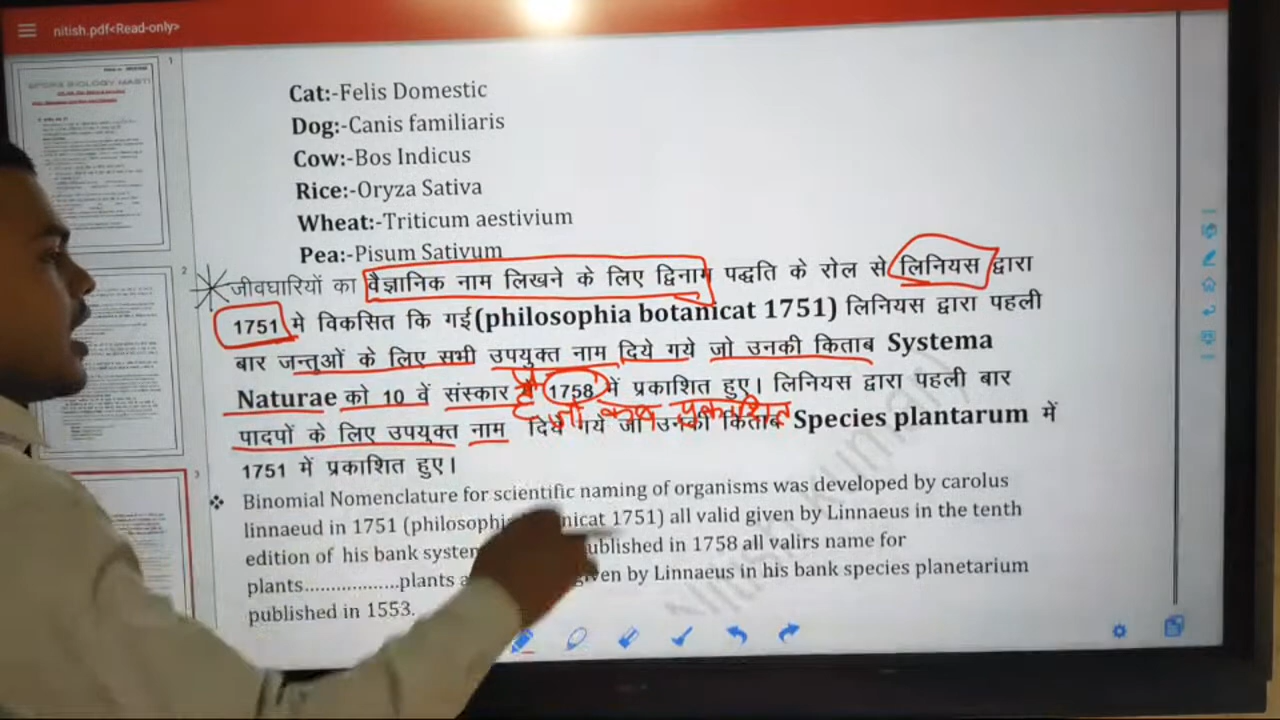 nitish.pdf<Read-only>
1
2
3
Cat:-Felis Domestic
Dog:-Canis familiaris
Cow:-Bos Indicus
Rice:-Oryza Sativa
Wheat:-Triticum aestivium
Pea:-Pisum Sativum
जीवधारियों का वैज्ञानिक नाम लिखने के लिए द्विनाम पद्धति के रोल से लिनियस द्वारा
1751 मे विकसित कि गई(philosophia botanicat 1751) लिनियस द्वारा पहली
बार जन्तुओं के लिए सभी उपयुक्त नाम दिये गये जो उनकी किताब Systema
Naturae को 10 वें संस्कार 1758 में प्रकाशित हुए। लिनियस द्वारा पहली बार
पादपों के लिए उपयुक्त नाम दिये गये जो उनकी किताब Species plantarum में
1751 में प्रकाशित हुए।
❖ Binomial Nomenclature for scientific naming of organisms was developed by carolus
linnaeud in 1751 1751) all valid given by Linnaeus in the tenth
edition of his bank in 1758 all valirs name for
plants.................plants by Linnaeus in his bank species planetarium
published in 1553.
Nitish Kumar